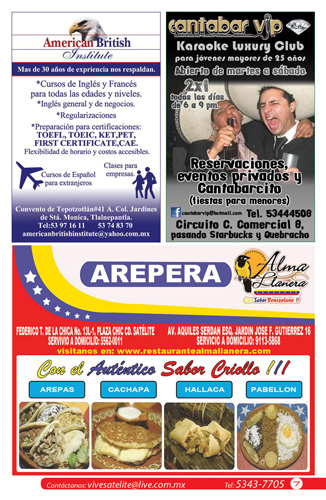 American British
Institute
Mas de 30 años de expriencia nos respaldan.
*Cursos de Inglés y Francés
para todas las edades y niveles.
*Inglés general y de negocios.
*Regularizaciones
*Preparación para certificaciones:
TOEFL, TOEIC, KET,PET,
FIRST CERTIFICATE,CAE.
Flexibilidad de horario y costos accesibles.
Cursos de Español
para extranjeros
Clases para
empresas.
Convento de Tepotzotlán#41 A. Col. Jardines
de Stá. Monica, Tlalnepantla.
Tel:53 97 16 11 53 74 83 70
americanbritishinstitute@yahoo.com.mx
cantabar vip
Karaoke Luxury Club
para jóvenes mayores de 25 años
Abierto de martes a sábado
2x1
todos los días
de 6 a 9 pm.
Reservaciones,
eventos privados y
Cantabarcito
(fiestas para menores)
cantabarvip@hotmail.com Tel. 53444508
Circuito C. Comercial 8,
pasando Starbucks y Quebracho
AREPERA
Alma
Llanera
Sabor Venezolano !!
FEDERICO T. DE LA CHICA No. 13.-1, PLAZA CHIC CD. SATÉLITE
SERVIVIO A DOMICILIO: 5562-0011
AV. AQUILES SERDAN ESQ. JARDIN JOSE F. GUTIERREZ 16
SERVICIO A DOMICILIO: 9113-5868
visitanos en: www.restaurantealmallanera.com
Con el Auténtico Sabor Criollo !!!
AREPAS
CACHAPA
HALLACA
PABELLON
Contáctanos: vivesatelite@live.com.mx
Tel: 5343-7705
7